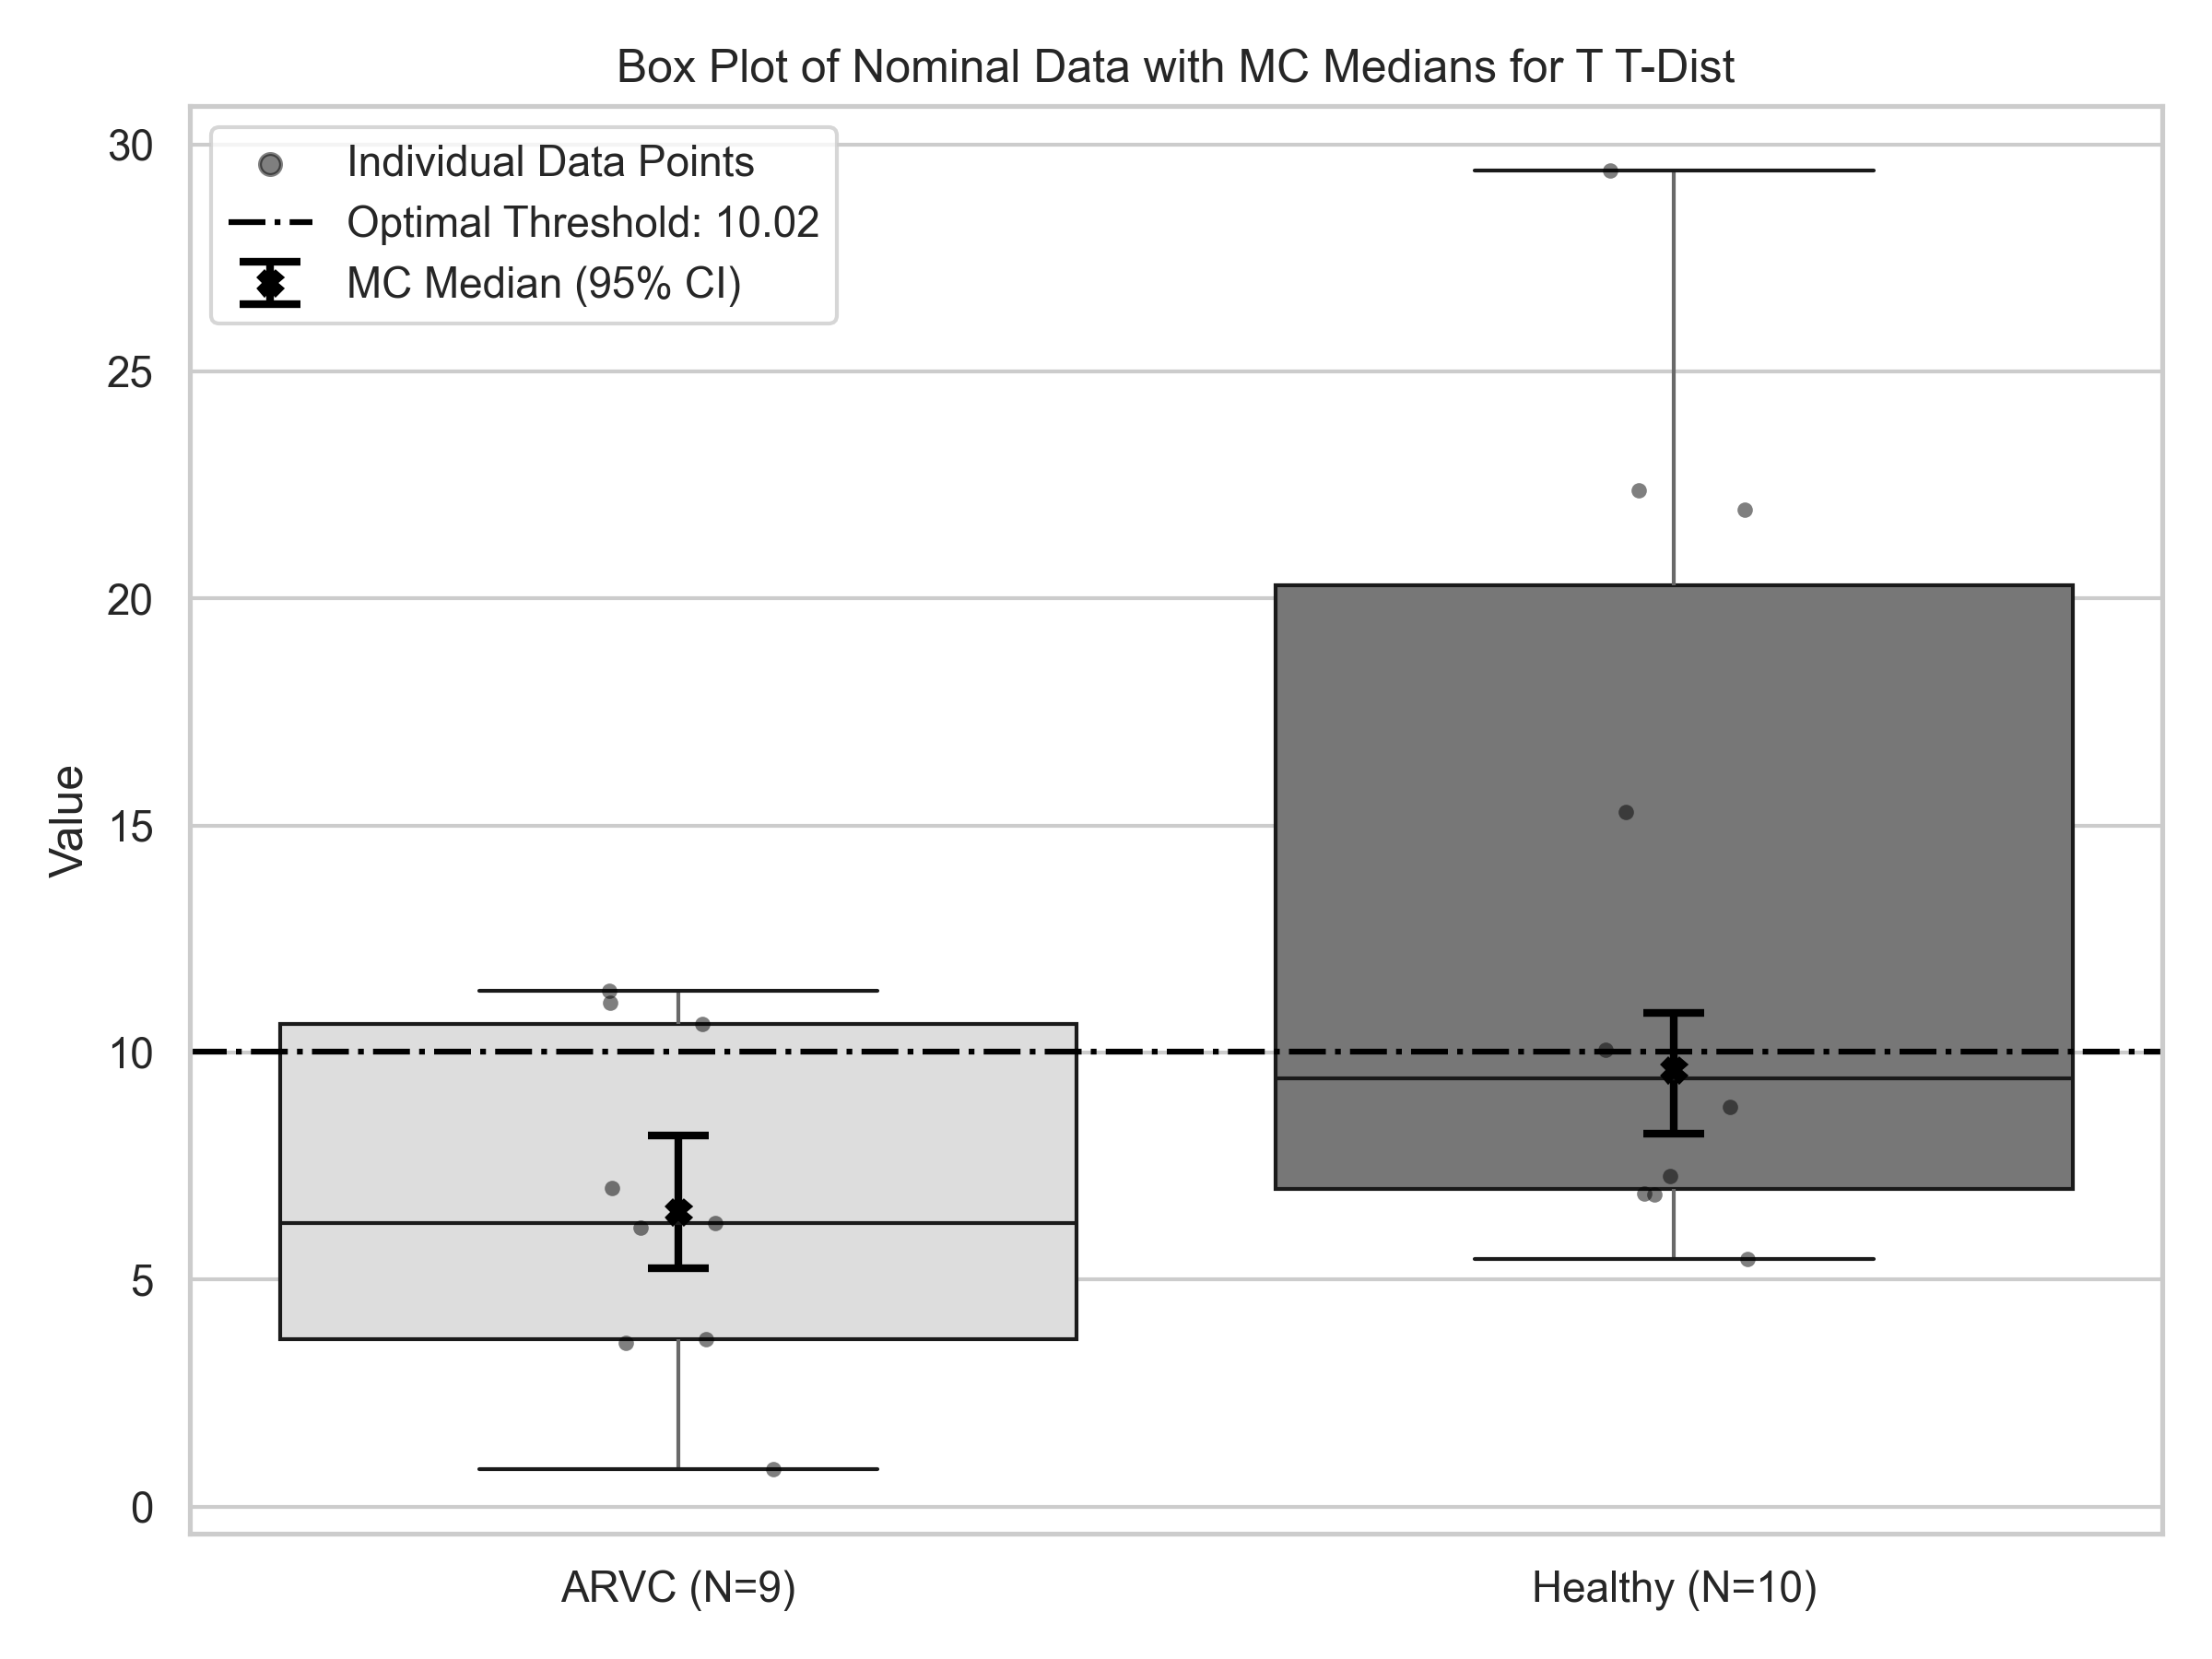 Box Plot of Nominal Data with MC Medians for T T-Dist
Individual Data Points
Optimal Threshold: 10.02
MC Median (95% CI)
Value
30
25
20
15
10
5
0
ARVC (N=9)
Healthy (N=10)